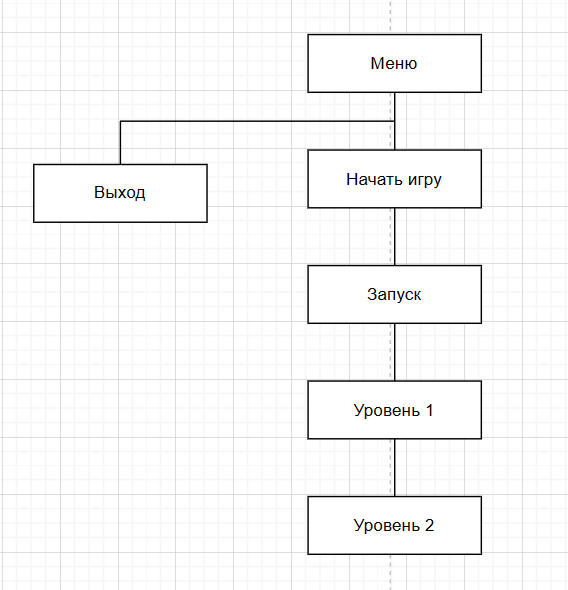 Меню
Выход
Начать игру
Запуск
Уровень 1
Уровень 2